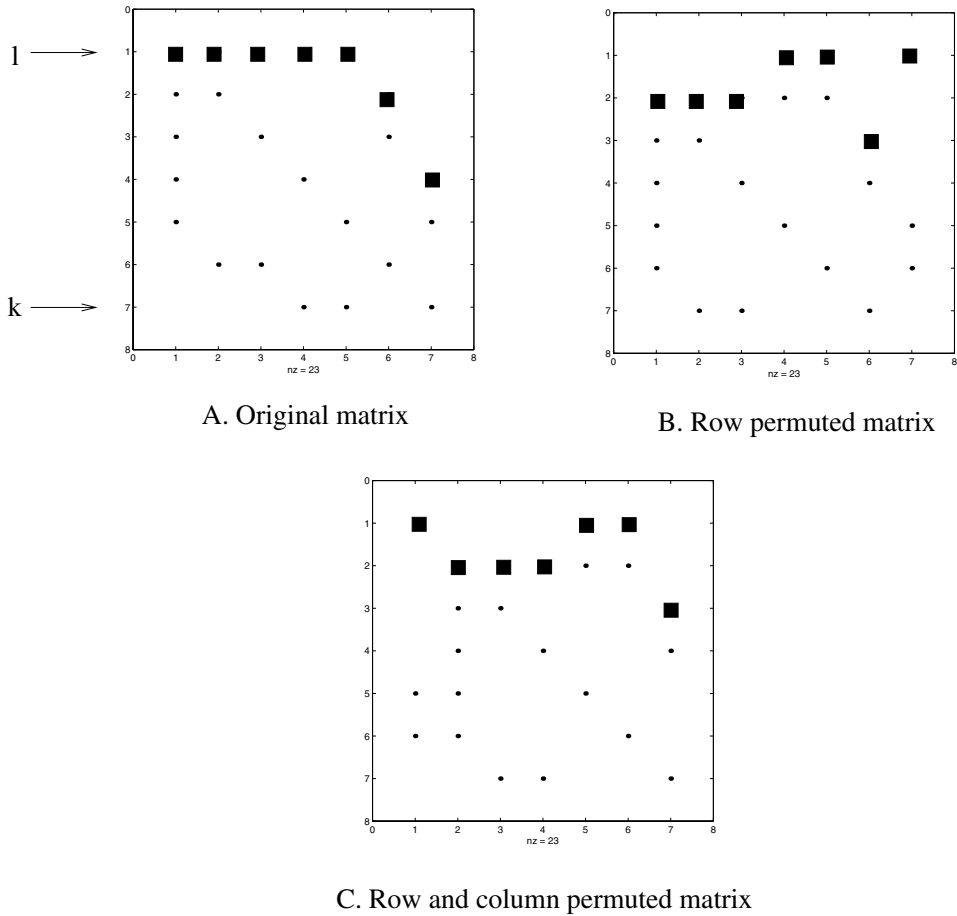 0
1
2
3
4
5
6
7
8
0 1 2 3 4 5 6 7 8
nz = 23
l
k
A. Original matrix
0
1
2
3
4
5
6
7
8
0 1 2 3 4 5 6 7 8
nz = 23
B. Row permuted matrix
0
1
2
3
4
5
6
7
8
0 1 2 3 4 5 6 7 8
nz = 23
C. Row and column permuted matrix